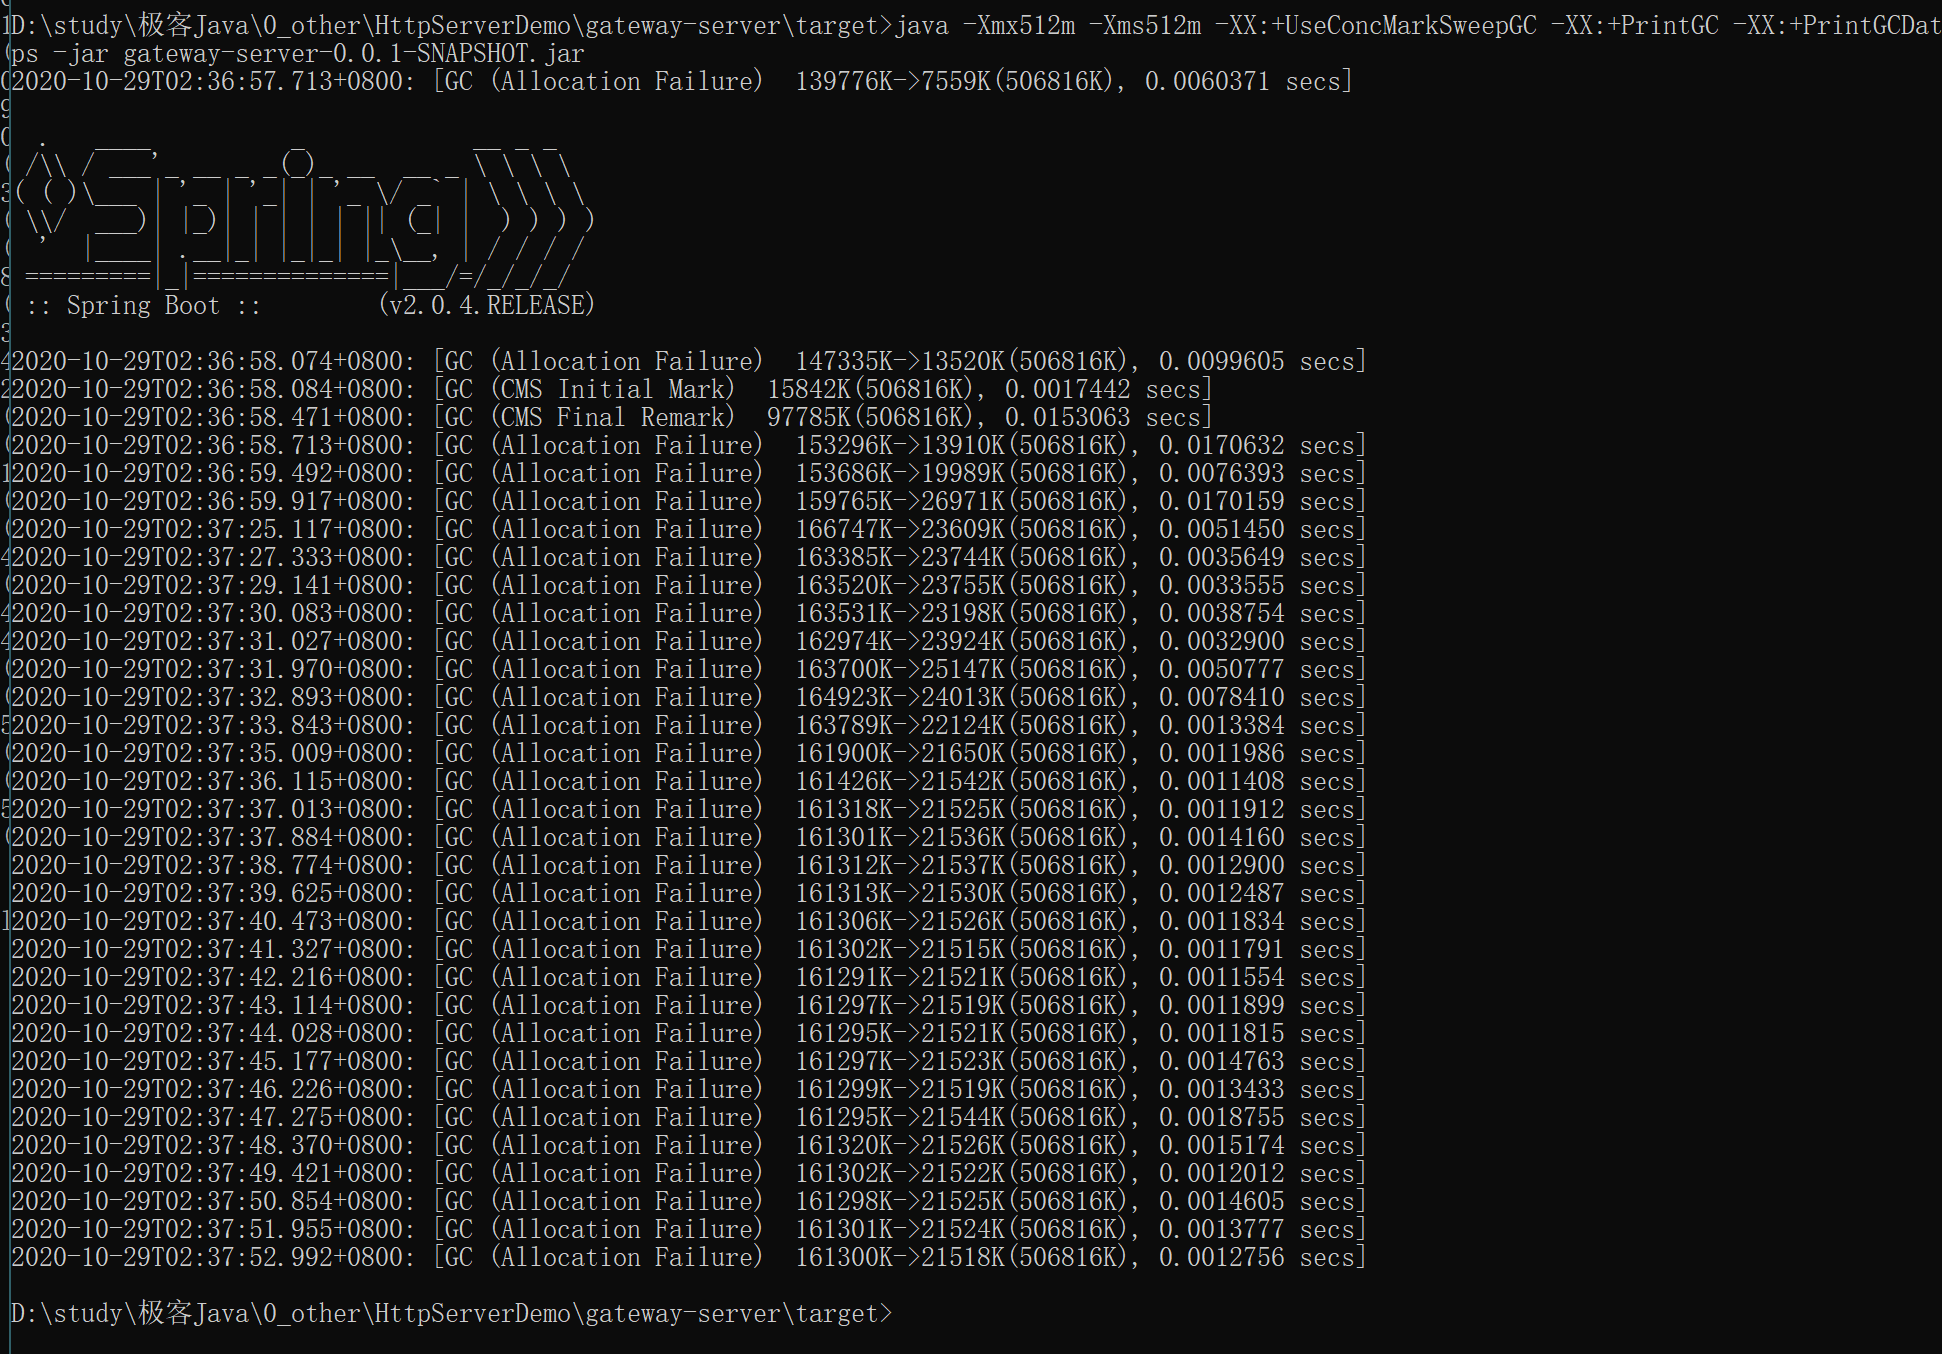 D:\study\极客Java\0_other\HttpServerDemo\gateway-server\target>java -Xmx512m -Xms512m -XX:+UseConcMarkSweepGC -XX:+PrintGC -XX:+PrintGCDat
ps -jar gateway-server-0.0.1-SNAPSHOT.jar
2020-10-29T02:36:57.713+0800: [GC (Allocation Failure)  139776K->7559K(506816K), 0.0060371 secs]
  .   ____          _            __ _ _
 /\\ / ___'_ __ _ _(_)_ __  __ _ \ \ \ \
( ( )\___ | '_ | '_| | '_ \/ _` | \ \ \ \
 \\/  ___)| |_)| | | | | || (_| |  ) ) ) )
  '  |____| .__|_| |_|_| |_\__, | / / / /
 =========|_|==============|___/=/_/_/_/
 :: Spring Boot ::        (v2.0.4.RELEASE)
2020-10-29T02:36:58.074+0800: [GC (Allocation Failure)  147335K->13520K(506816K), 0.0099605 secs]
2020-10-29T02:36:58.084+0800: [GC (CMS Initial Mark)  15842K(506816K), 0.0017442 secs]
2020-10-29T02:36:58.471+0800: [GC (CMS Final Remark)  97785K(506816K), 0.0153063 secs]
2020-10-29T02:36:58.713+0800: [GC (Allocation Failure)  153296K->13910K(506816K), 0.0170632 secs]
2020-10-29T02:36:59.492+0800: [GC (Allocation Failure)  153686K->19989K(506816K), 0.0076393 secs]
2020-10-29T02:36:59.917+0800: [GC (Allocation Failure)  159765K->26971K(506816K), 0.0170159 secs]
2020-10-29T02:37:25.117+0800: [GC (Allocation Failure)  166747K->23609K(506816K), 0.0051450 secs]
2020-10-29T02:37:27.333+0800: [GC (Allocation Failure)  163385K->23744K(506816K), 0.0035649 secs]
2020-10-29T02:37:29.141+0800: [GC (Allocation Failure)  163520K->23755K(506816K), 0.0033555 secs]
2020-10-29T02:37:30.083+0800: [GC (Allocation Failure)  163531K->23198K(506816K), 0.0038754 secs]
2020-10-29T02:37:31.027+0800: [GC (Allocation Failure)  162974K->23924K(506816K), 0.0032900 secs]
2020-10-29T02:37:31.970+0800: [GC (Allocation Failure)  163700K->25147K(506816K), 0.0050777 secs]
2020-10-29T02:37:32.893+0800: [GC (Allocation Failure)  164923K->24013K(506816K), 0.0078410 secs]
2020-10-29T02:37:33.843+0800: [GC (Allocation Failure)  163789K->22124K(506816K), 0.0013384 secs]
2020-10-29T02:37:35.009+0800: [GC (Allocation Failure)  161900K->21650K(506816K), 0.0011986 secs]
2020-10-29T02:37:36.115+0800: [GC (Allocation Failure)  161426K->21542K(506816K), 0.0011408 secs]
2020-10-29T02:37:37.013+0800: [GC (Allocation Failure)  161318K->21525K(506816K), 0.0011912 secs]
2020-10-29T02:37:37.884+0800: [GC (Allocation Failure)  161301K->21536K(506816K), 0.0014160 secs]
2020-10-29T02:37:38.774+0800: [GC (Allocation Failure)  161312K->21537K(506816K), 0.0012900 secs]
2020-10-29T02:37:39.625+0800: [GC (Allocation Failure)  161313K->21530K(506816K), 0.0012487 secs]
2020-10-29T02:37:40.473+0800: [GC (Allocation Failure)  161306K->21526K(506816K), 0.0011834 secs]
2020-10-29T02:37:41.327+0800: [GC (Allocation Failure)  161302K->21515K(506816K), 0.0011791 secs]
2020-10-29T02:37:42.216+0800: [GC (Allocation Failure)  161291K->21521K(506816K), 0.0011554 secs]
2020-10-29T02:37:43.114+0800: [GC (Allocation Failure)  161297K->21519K(506816K), 0.0011899 secs]
2020-10-29T02:37:44.028+0800: [GC (Allocation Failure)  161295K->21521K(506816K), 0.0011815 secs]
2020-10-29T02:37:45.177+0800: [GC (Allocation Failure)  161297K->21523K(506816K), 0.0014763 secs]
2020-10-29T02:37:46.226+0800: [GC (Allocation Failure)  161299K->21519K(506816K), 0.0013433 secs]
2020-10-29T02:37:47.275+0800: [GC (Allocation Failure)  161295K->21544K(506816K), 0.0018755 secs]
2020-10-29T02:37:48.370+0800: [GC (Allocation Failure)  161320K->21526K(506816K), 0.0015174 secs]
2020-10-29T02:37:49.421+0800: [GC (Allocation Failure)  161302K->21522K(506816K), 0.0012012 secs]
2020-10-29T02:37:50.854+0800: [GC (Allocation Failure)  161298K->21525K(506816K), 0.0014605 secs]
2020-10-29T02:37:51.955+0800: [GC (Allocation Failure)  161301K->21524K(506816K), 0.0013777 secs]
2020-10-29T02:37:52.992+0800: [GC (Allocation Failure)  161300K->21518K(506816K), 0.0012756 secs]
D:\study\极客Java\0_other\HttpServerDemo\gateway-server\target>